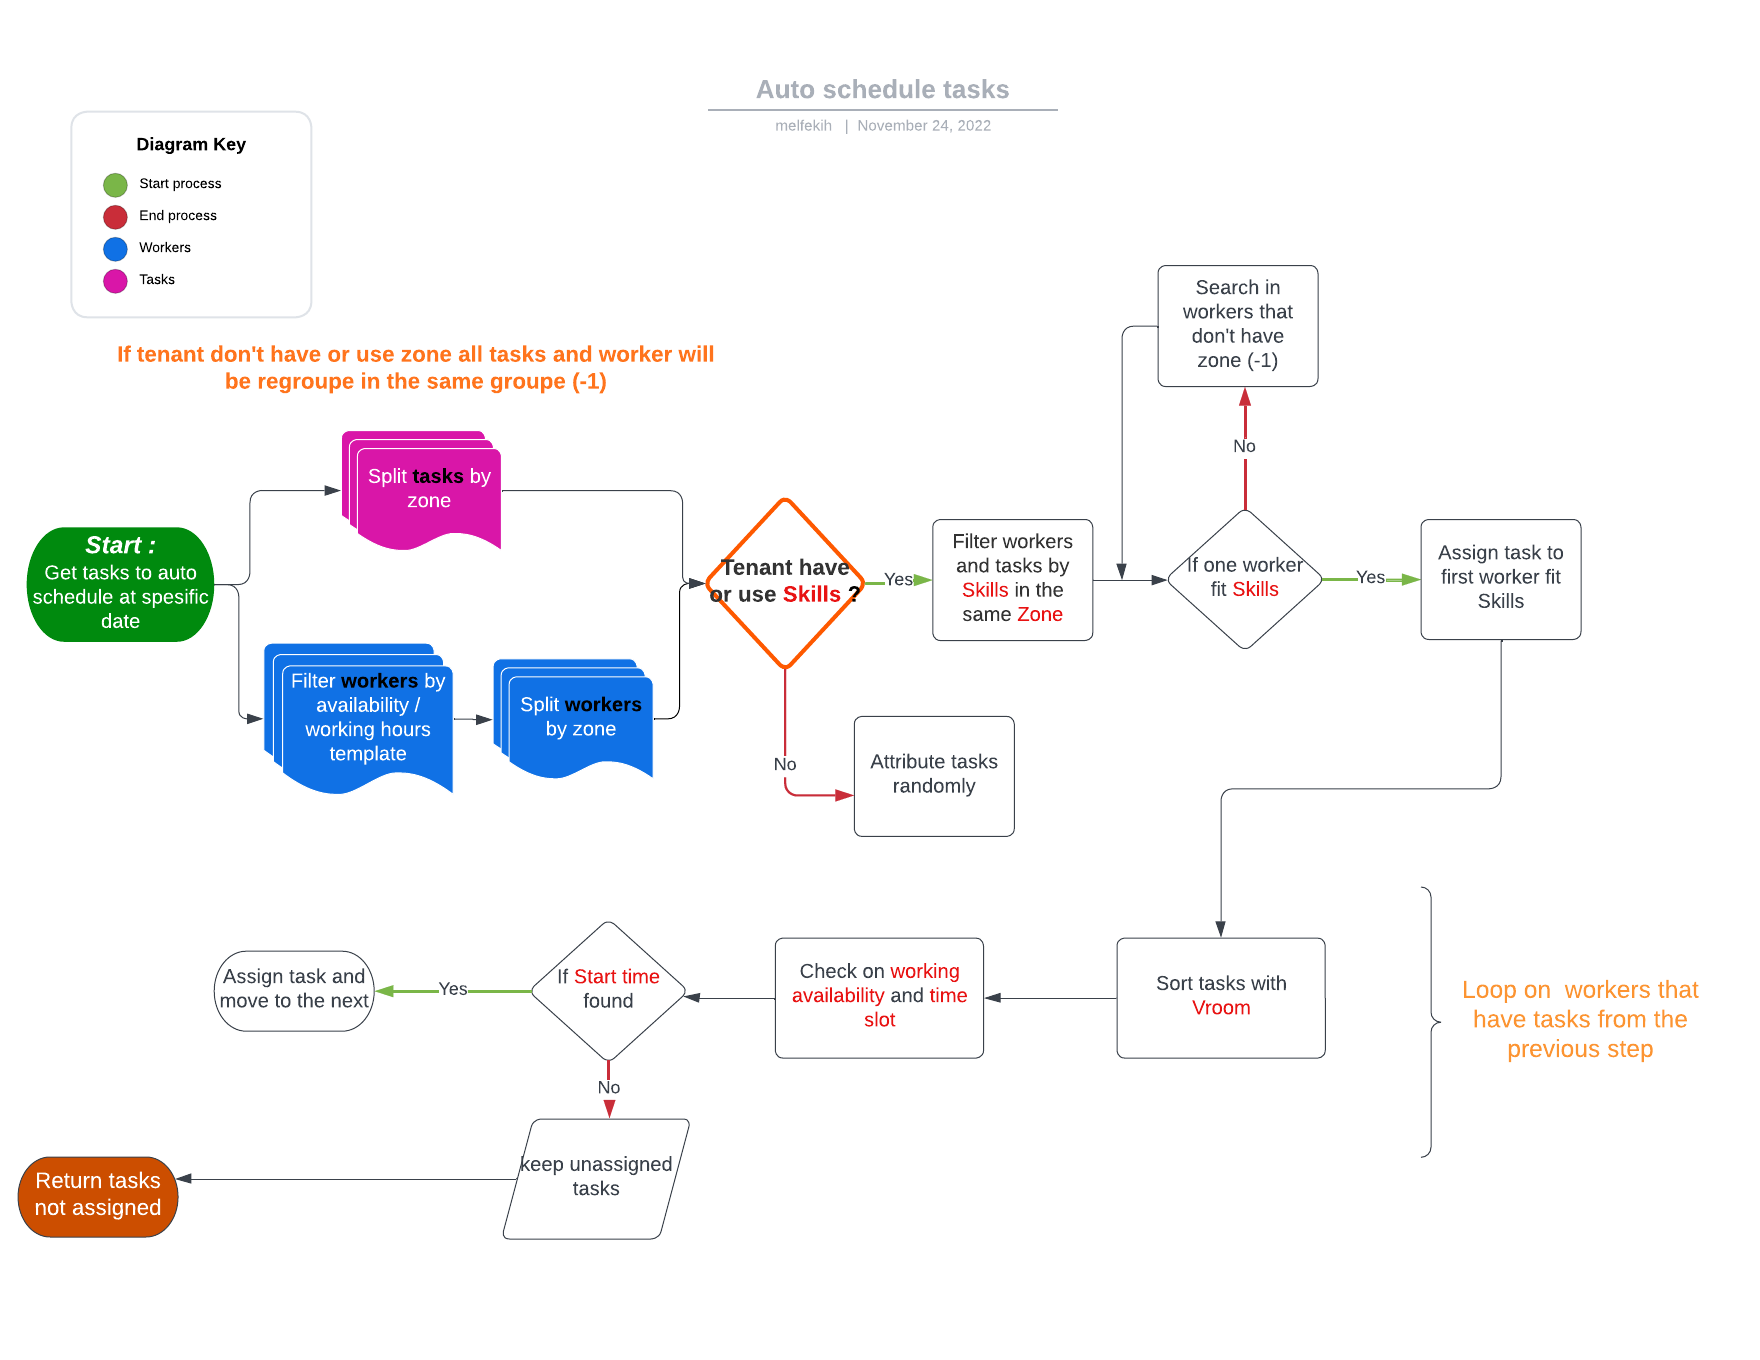 Auto schedule tasks
melfekih | November 24, 2022
Diagram Key
Start process
End process
Workers
Tasks
If tenant don't have or use zone all tasks and worker will
be regroupe in the same groupe (-1)
Search in
workers that
don't have
zone (-1)
No
Split tasks by
zone
Start :
Get tasks to auto
schedule at spesific
date
Filter workers by
availability /
working hours
template
Split workers
by zone
Tenant have
or use Skills ?
Yes
Filter workers
and tasks by
Skills in the
same Zone
If one worker
fit Skills
Yes
Assign task to
first worker fit
Skills
No
Attribute tasks
randomly
Assign task and
move to the next
Yes
If Start time
found
Check on working
availability and time
slot
Sort tasks with
Vroom
Loop on  workers that
have tasks from the
previous step
No
keep unassigned
tasks
Return tasks
not assigned